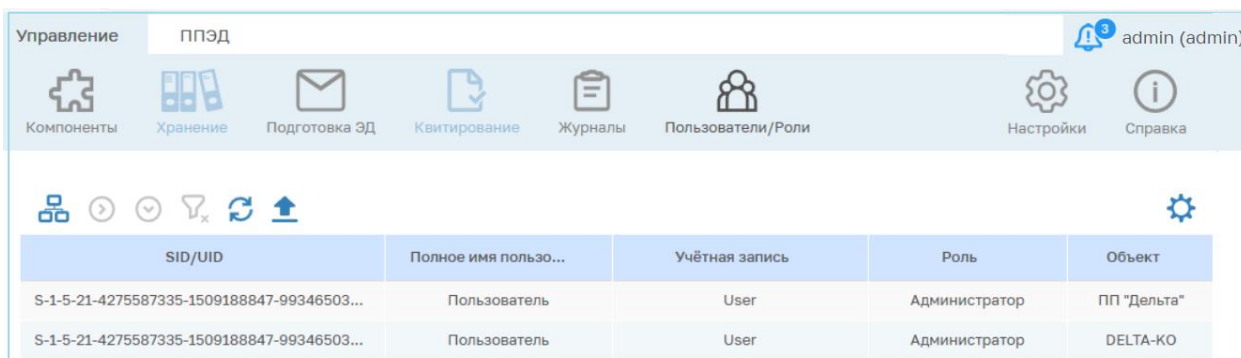 Управление ППЭД 3 admin (admin)
Компоненты Хранение Подготовка ЭД Квитирование Журналы Пользователи/Роли Настройки Справка
SID/UID Полное имя пользо... Учётная запись Роль Объект
S-1-5-21-4275587335-1509188847-99346503... Пользователь User Администратор ПП "Дельта"
S-1-5-21-4275587335-1509188847-99346503... Пользователь User Администратор DELTA-KO